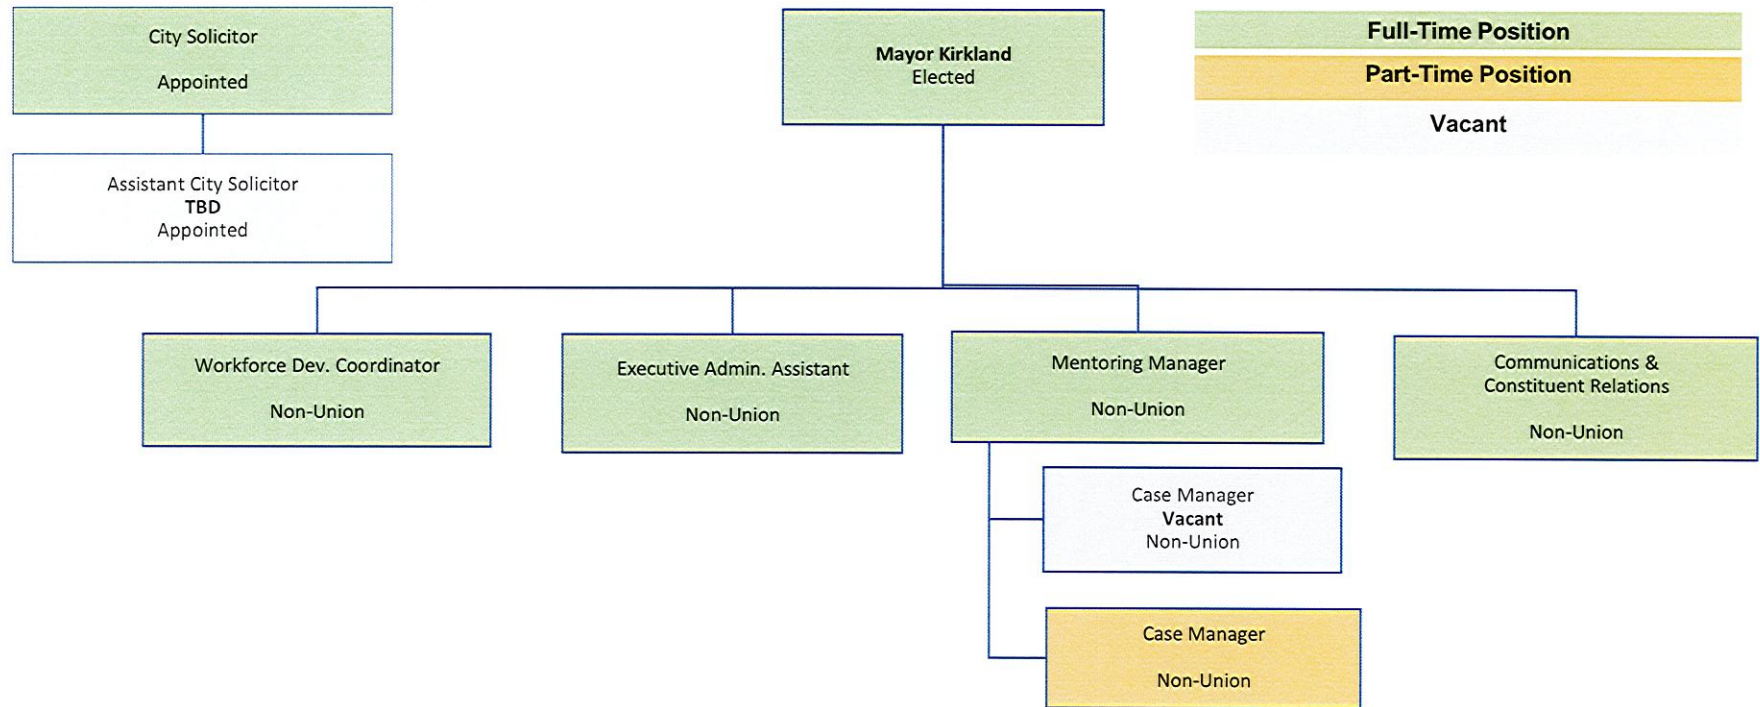 City Solicitor
Appointed
Mayor Kirkland
Elected
Full-Time Position
Part-Time Position
Vacant
Assistant City Solicitor
TBD
Appointed
Workforce Dev. Coordinator
Non-Union
Executive Admin. Assistant
Non-Union
Mentoring Manager
Non-Union
Communications &
Constituent Relations
Non-Union
Case Manager
Vacant
Non-Union
Case Manager
Non-Union